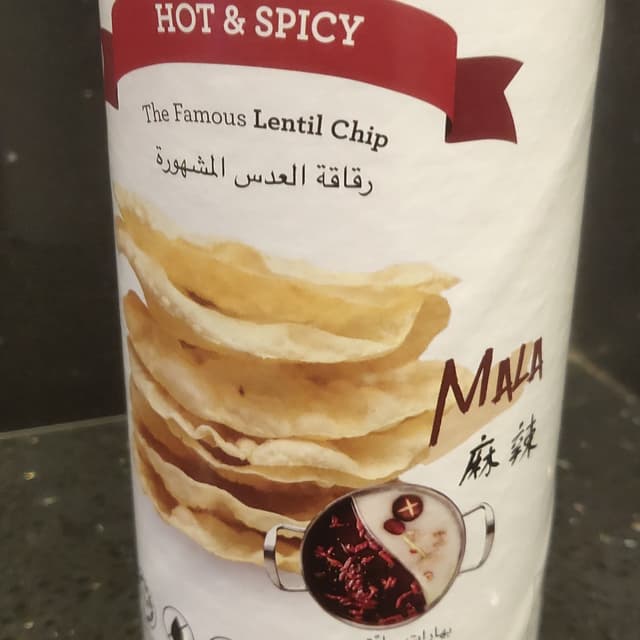 HOT & SPICY
The Famous Lentil Chip
رقاقة العدس المشهورة
MALA
麻辣